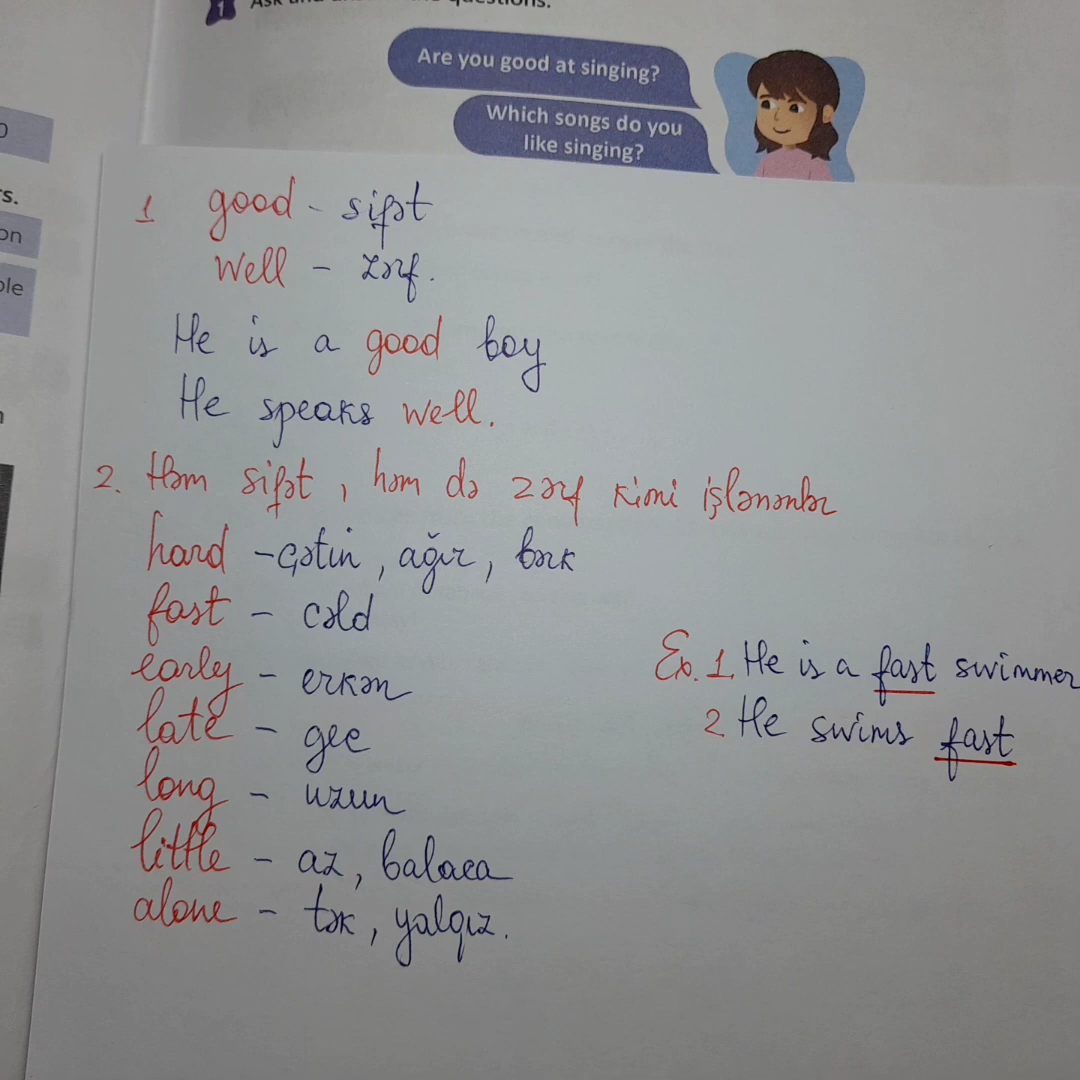 1
questions.
Are you good at singing?
Which songs do you
like singing?
1 good - sifət
well - zərf.
He is a good boy
He speaks well.
2. Həm sifət, həm də zərf kimi işlənənlər
hard - çətin, ağır, bərk
fast - cəld
early - erkən
late - gec
long - uzun
little - az, balaca
alone - tək, yalqız.
Ex. 1. He is a fast swimmer
2 He swims fast